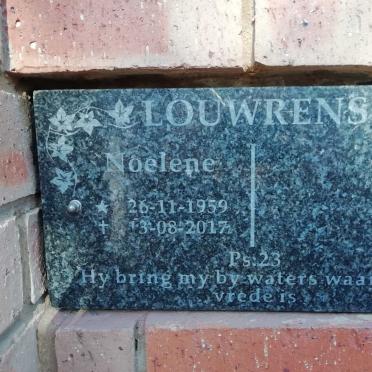 LOUWRENS
Noelene
★ 26-11-1959
† 13-08-2017
Ps:23
Hy bring my by waters waar
vrede is